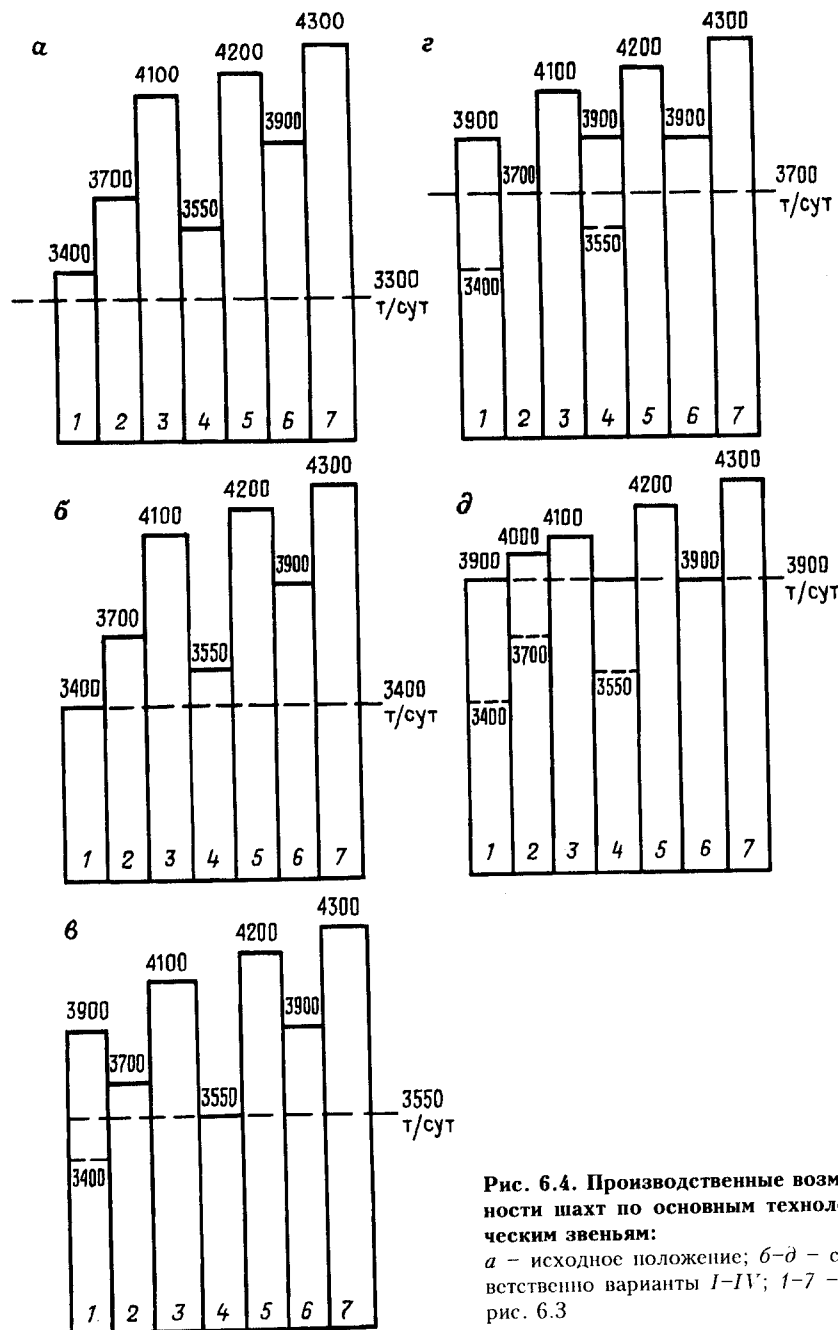 а
3400
3700
4100
3550
4200
3900
4300
3300
т/сут
1 2 3 4 5 6 7
б
3400
3700
4100
3550
4200
3900
4300
3400
т/сут
1 2 3 4 5 6 7
в
3900
3400
3700
4100
3550
4200
3900
4300
3550
т/сут
1 2 3 4 5 6 7
г
3900
3400
3700
4100
3900
3550
4200
3900
4300
3700
т/сут
1 2 3 4 5 6 7
д
3900
3400
4000
3700
4100
3550
4200
3900
4300
3900
т/сут
1 2 3 4 5 6 7
Рис. 6.4. Производственные возм
ности шахт по основным технол
ческим звеньям:
а – исходное положение; б–д – с
ветственно варианты I–IV; 1–7 –
рис. 6.3